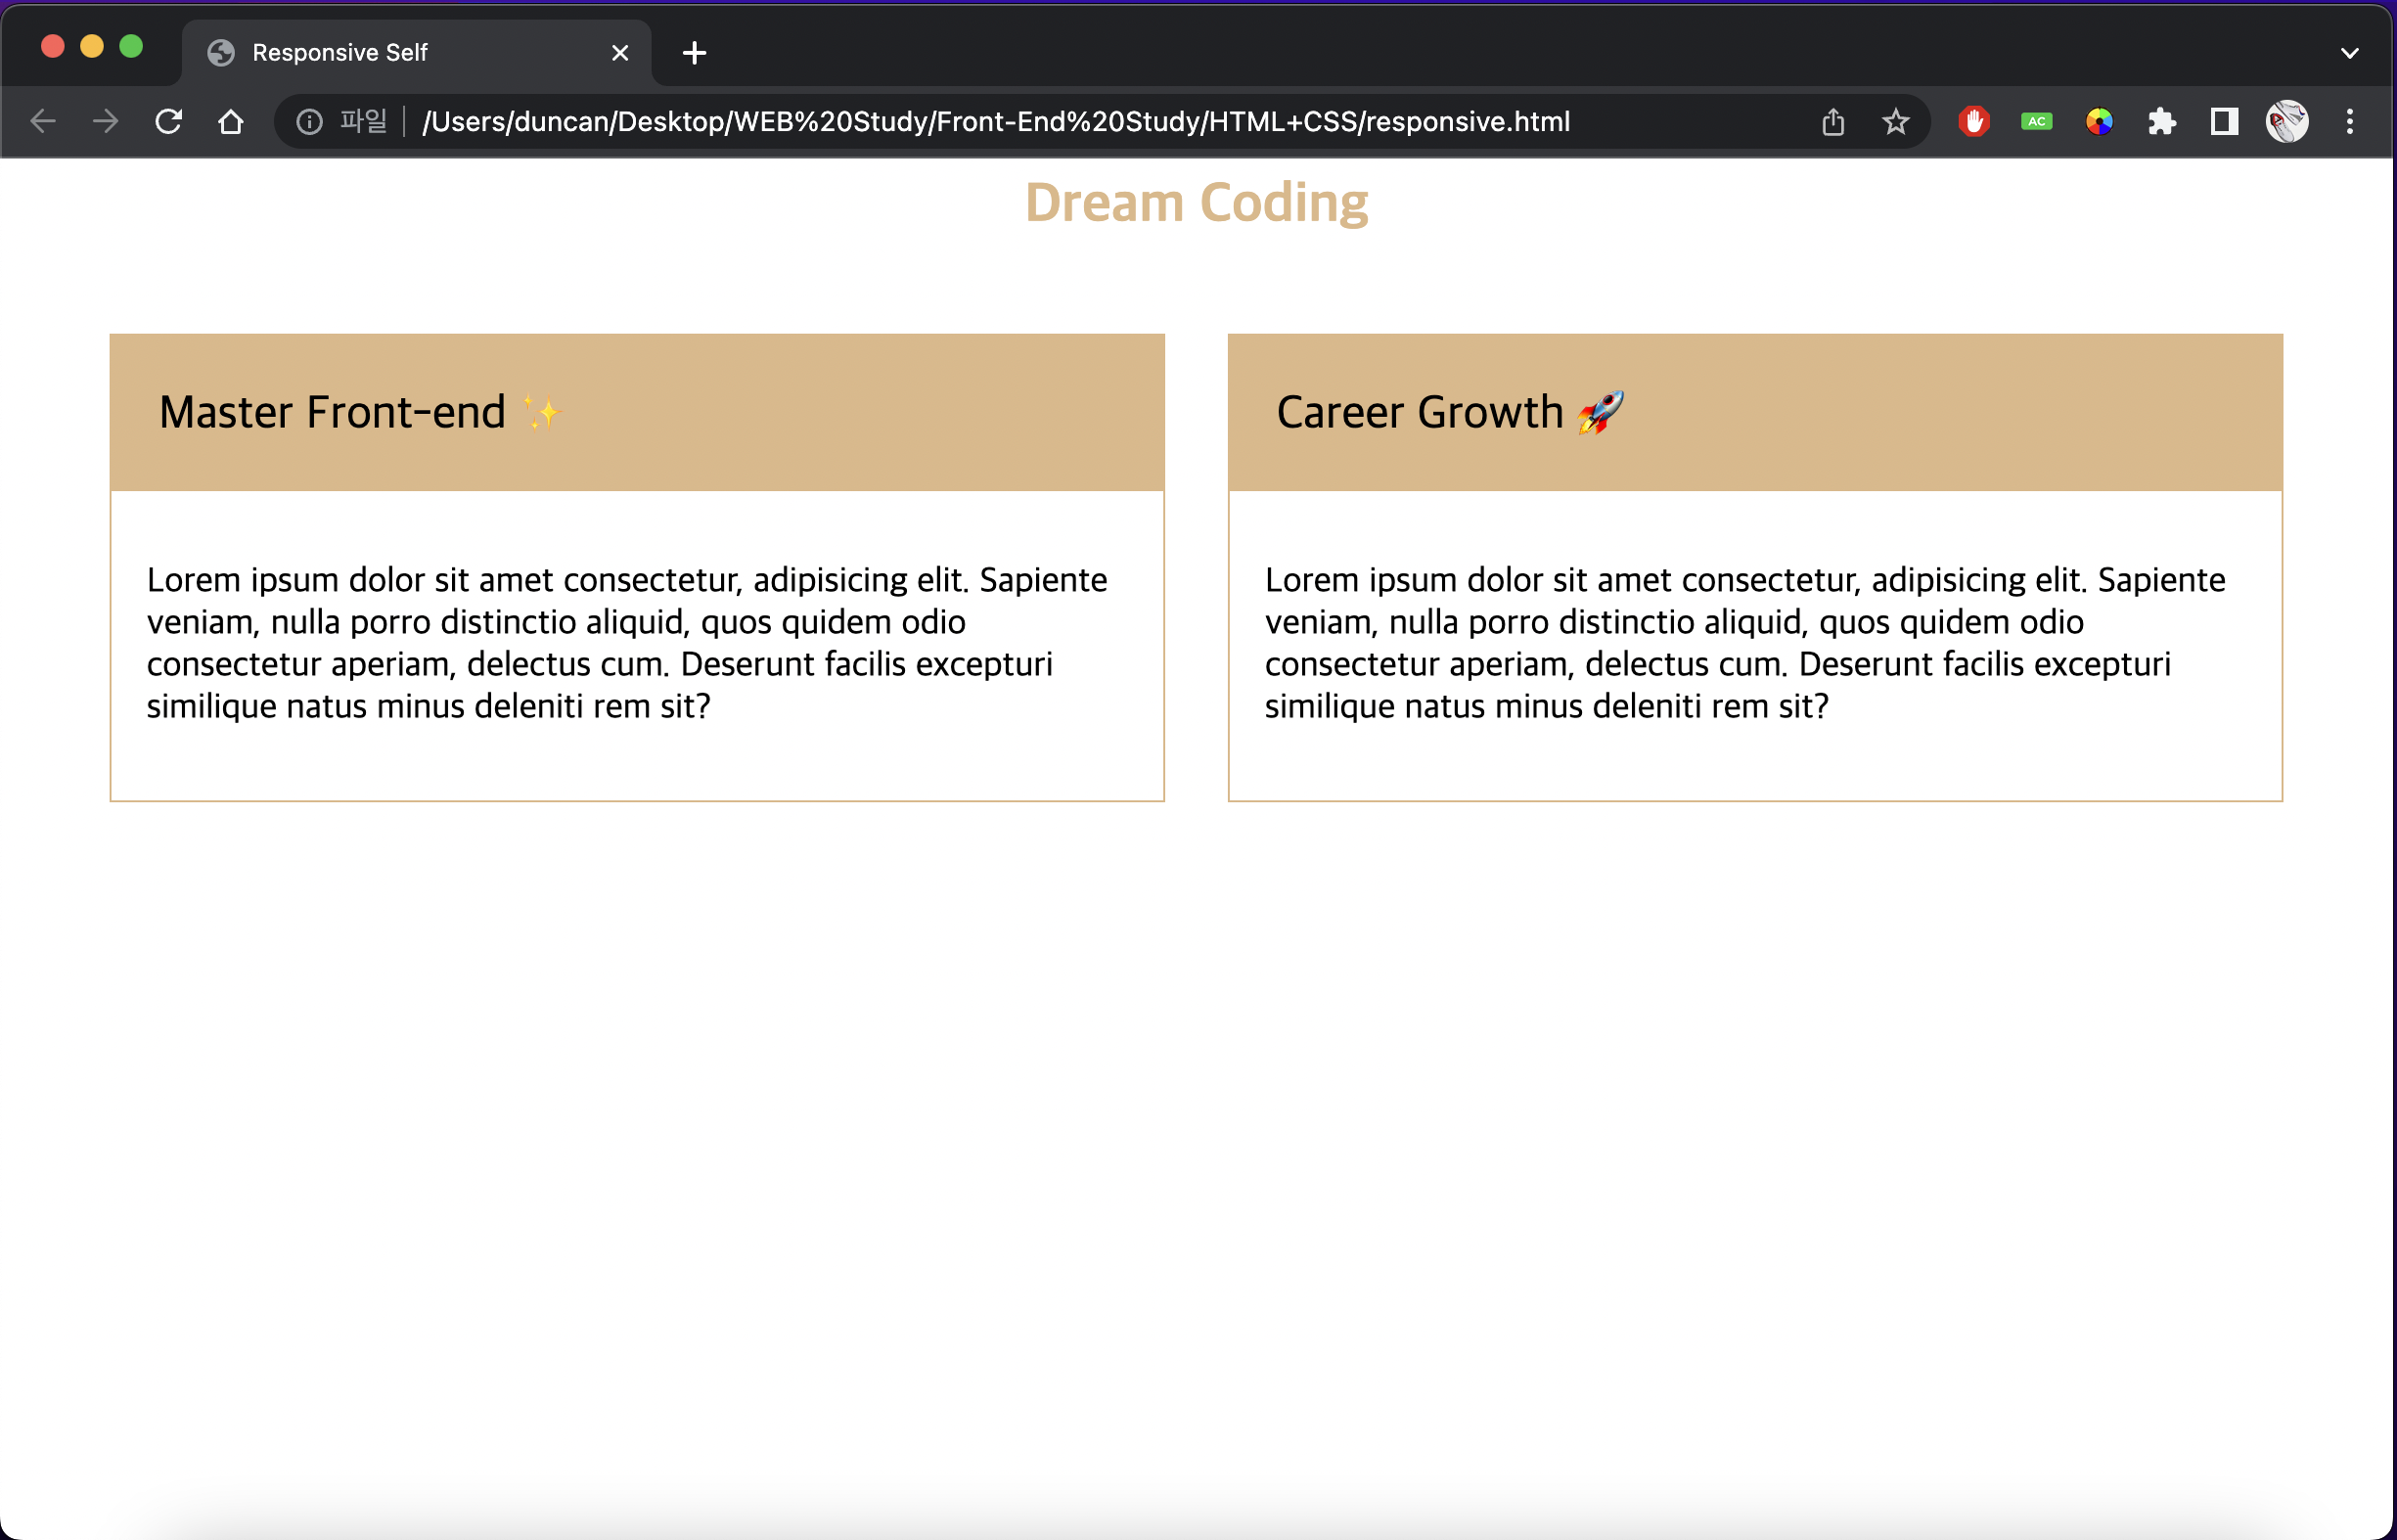 Responsive Self
파일 /Users/duncan/Desktop/WEB%20Study/Front-End%20Study/HTML+CSS/responsive.html
AC
Dream Coding
Master Front-end ✨
Lorem ipsum dolor sit amet consectetur, adipisicing elit. Sapiente
veniam, nulla porro distinctio aliquid, quos quidem odio
consectetur aperiam, delectus cum. Deserunt facilis excepturi
similique natus minus deleniti rem sit?
Career Growth 🚀
Lorem ipsum dolor sit amet consectetur, adipisicing elit. Sapiente
veniam, nulla porro distinctio aliquid, quos quidem odio
consectetur aperiam, delectus cum. Deserunt facilis excepturi
similique natus minus deleniti rem sit?